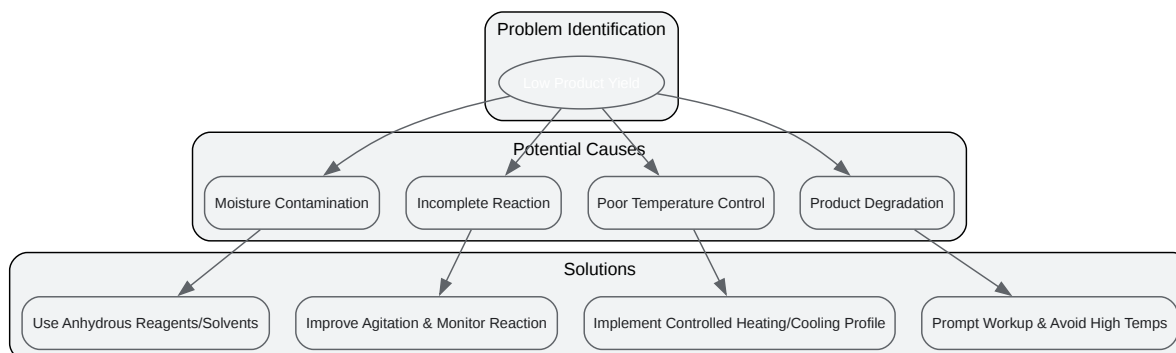 Problem Identification
Low Product Yield
Potential Causes
Moisture Contamination
Incomplete Reaction
Poor Temperature Control
Product Degradation
Solutions
Use Anhydrous Reagents/Solvents
Improve Agitation & Monitor Reaction
Implement Controlled Heating/Cooling Profile
Prompt Workup & Avoid High Temps